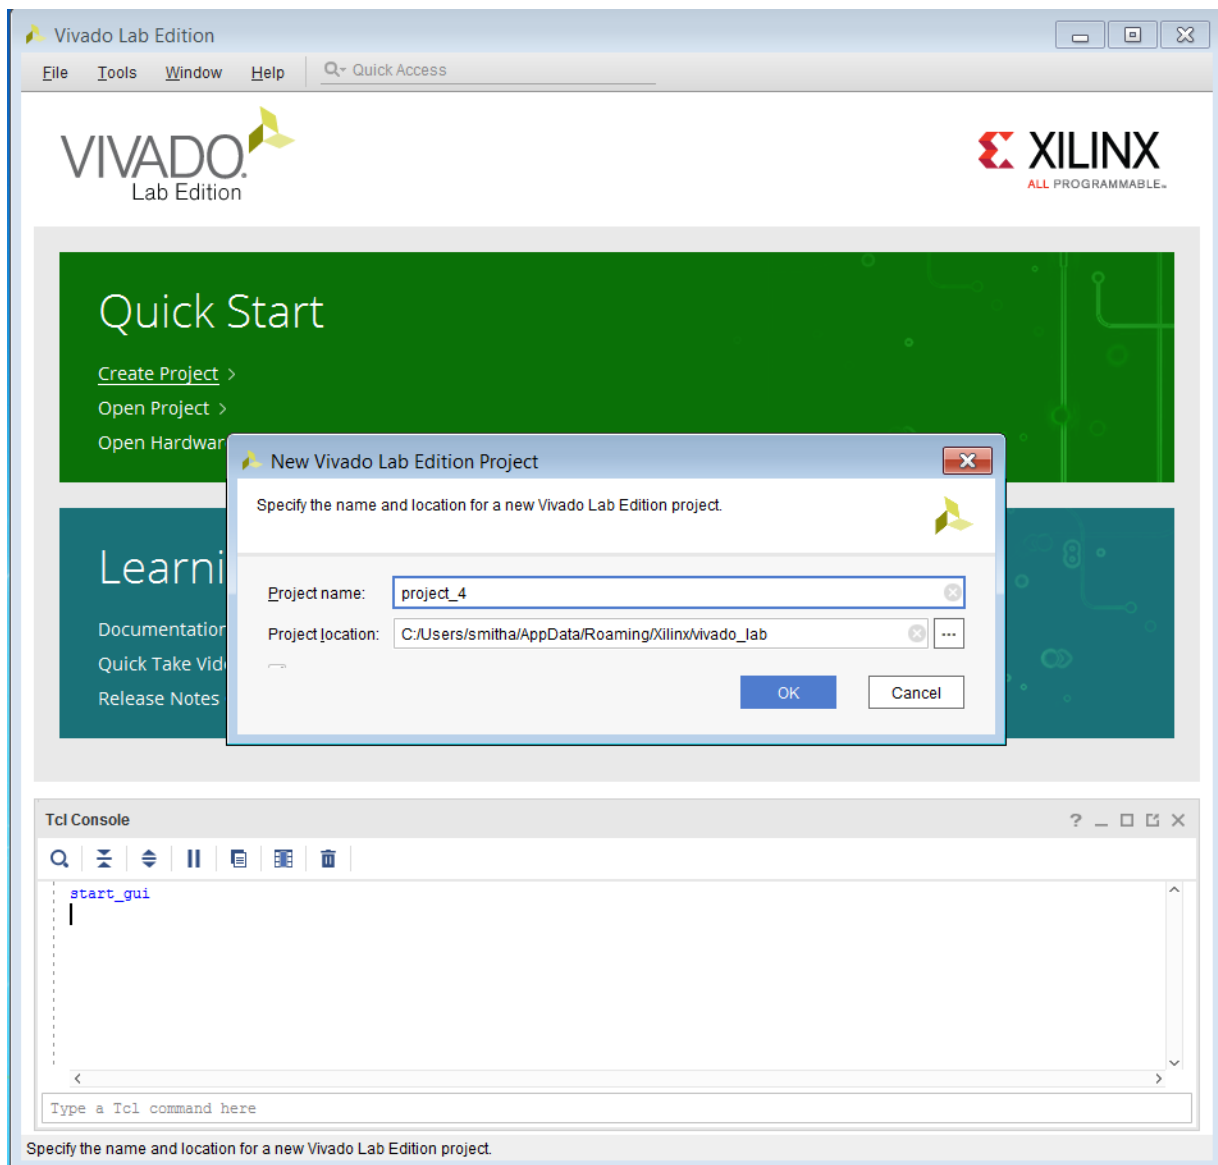 Vivado Lab Edition
File Tools Window Help Quick Access
VIVADO.
Lab Edition
XILINX
ALL PROGRAMMABLE™
Quick Start
Create Project >
Open Project >
Open Hardwar
New Vivado Lab Edition Project
Specify the name and location for a new Vivado Lab Edition project.
Learni
Project name: project_4
Documentation
Project location: C:/Users/smitha/AppData/Roaming/Xilinx/vivado_lab ...
Quick Take Vid
Release Notes
OK Cancel
Tcl Console
start_gui
Type a Tcl command here
Specify the name and location for a new Vivado Lab Edition project.